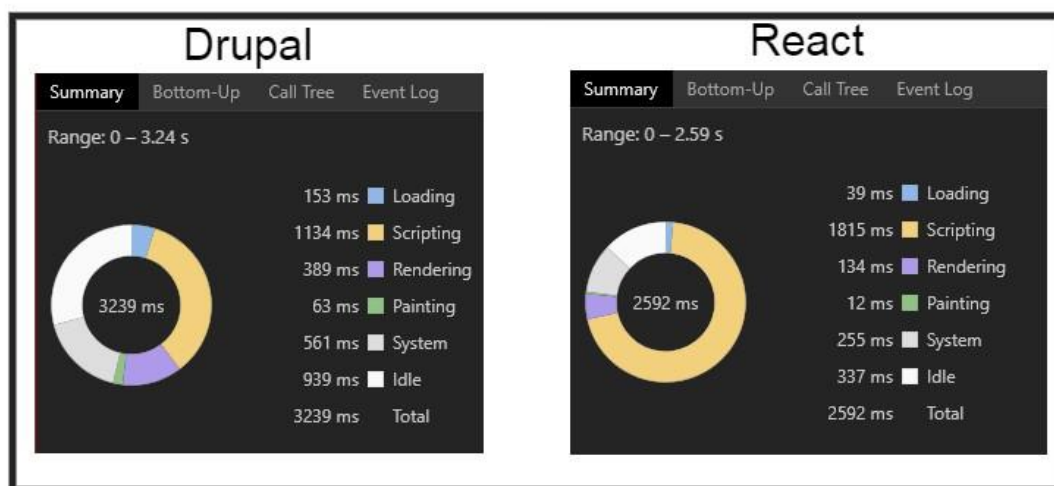 Drupal
Summary Bottom-Up Call Tree Event Log
Range: 0 – 3.24 s
153 ms Loading
1134 ms Scripting
389 ms Rendering
3239 ms
63 ms Painting
561 ms System
939 ms Idle
3239 ms Total
React
Summary Bottom-Up Call Tree Event Log
Range: 0 – 2.59 s
39 ms Loading
1815 ms Scripting
134 ms Rendering
2592 ms
12 ms Painting
255 ms System
337 ms Idle
2592 ms Total